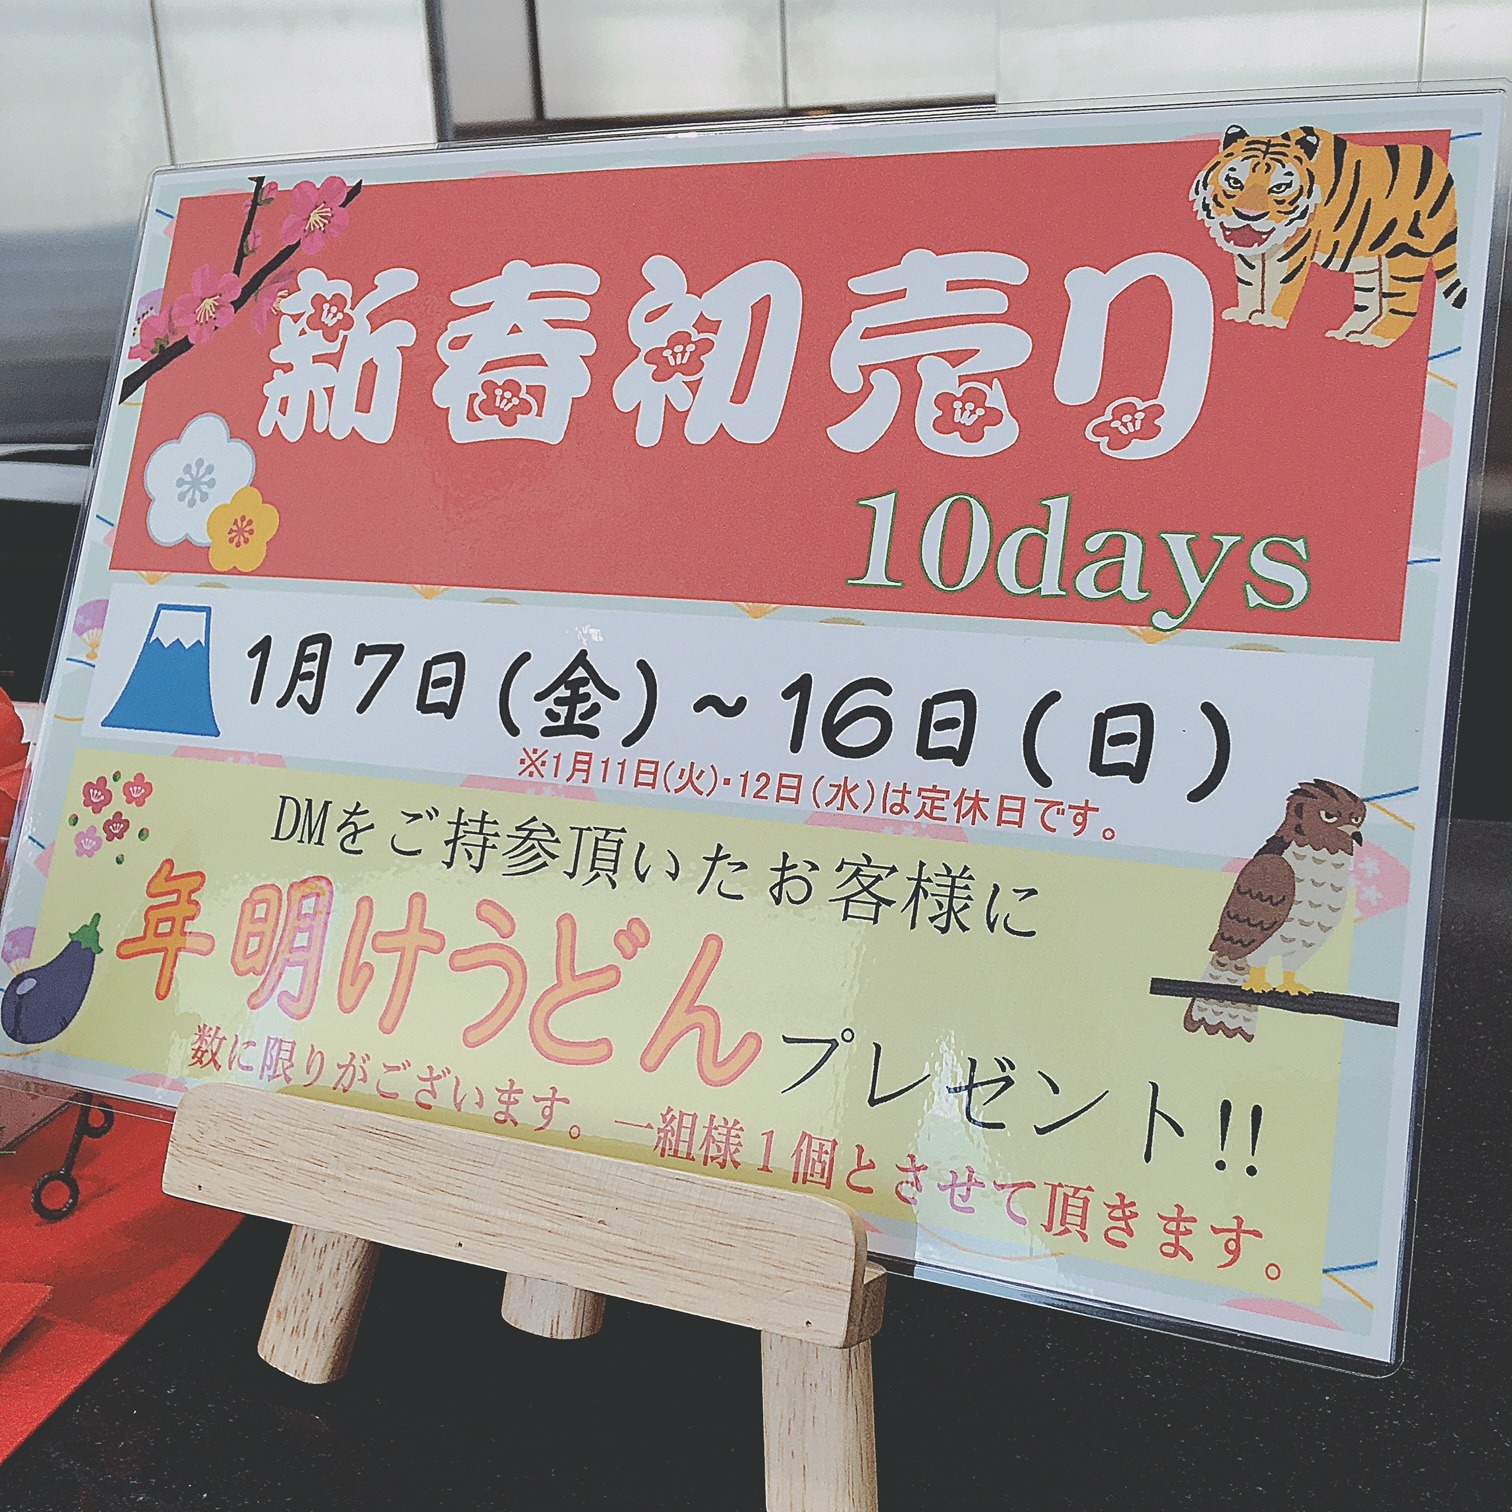 新春初売り
10days
1月7日(金)~16日(日)
※1月11日(火)・12日(水)は定休日です。
DMをご持参頂いたお客様に
年明けうどんプレゼント!!
数に限りがございます。一組様1個とさせて頂きます。